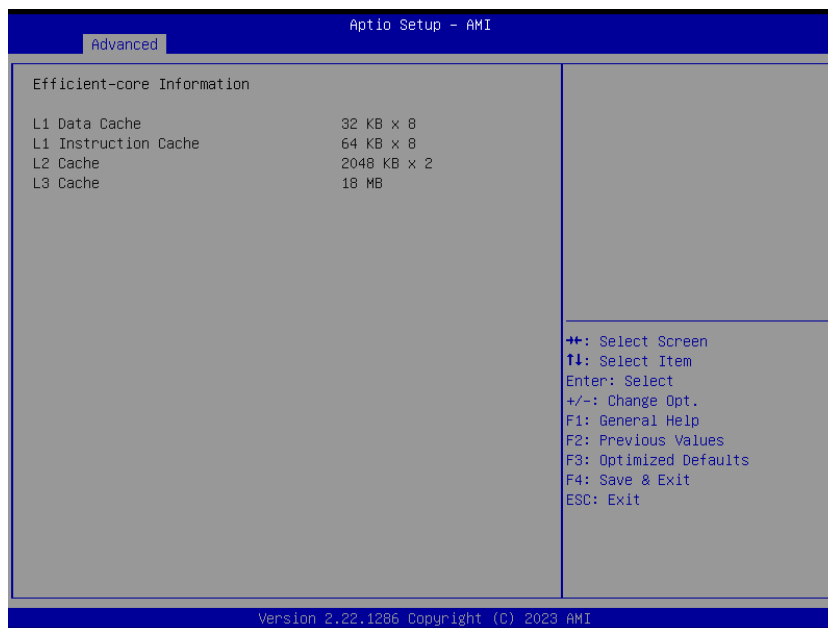 Aptio Setup – AMI
Advanced
Efficient-core Information
L1 Data Cache 32 KB x 8
L1 Instruction Cache 64 KB x 8
L2 Cache 2048 KB x 2
L3 Cache 18 MB
→←: Select Screen
↑↓: Select Item
Enter: Select
+/-: Change Opt.
F1: General Help
F2: Previous Values
F3: Optimized Defaults
F4: Save & Exit
ESC: Exit
Version 2.22.1286 Copyright (C) 2023 AMI